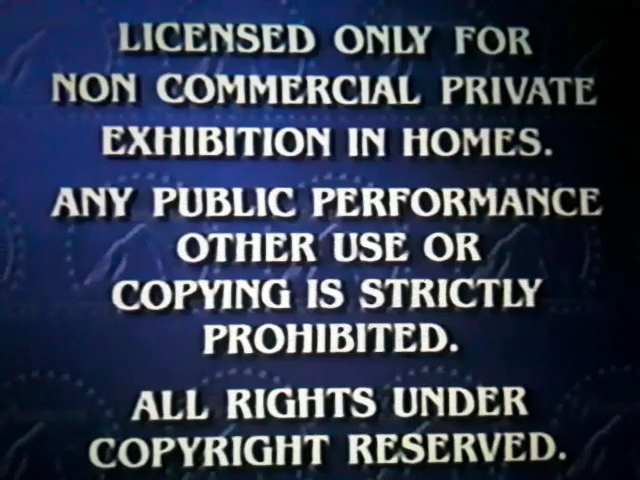 LICENSED ONLY FOR
NON COMMERCIAL PRIVATE
EXHIBITION IN HOMES.
ANY PUBLIC PERFORMANCE
OTHER USE OR
COPYING IS STRICTLY
PROHIBITED.
ALL RIGHTS UNDER
COPYRIGHT RESERVED.